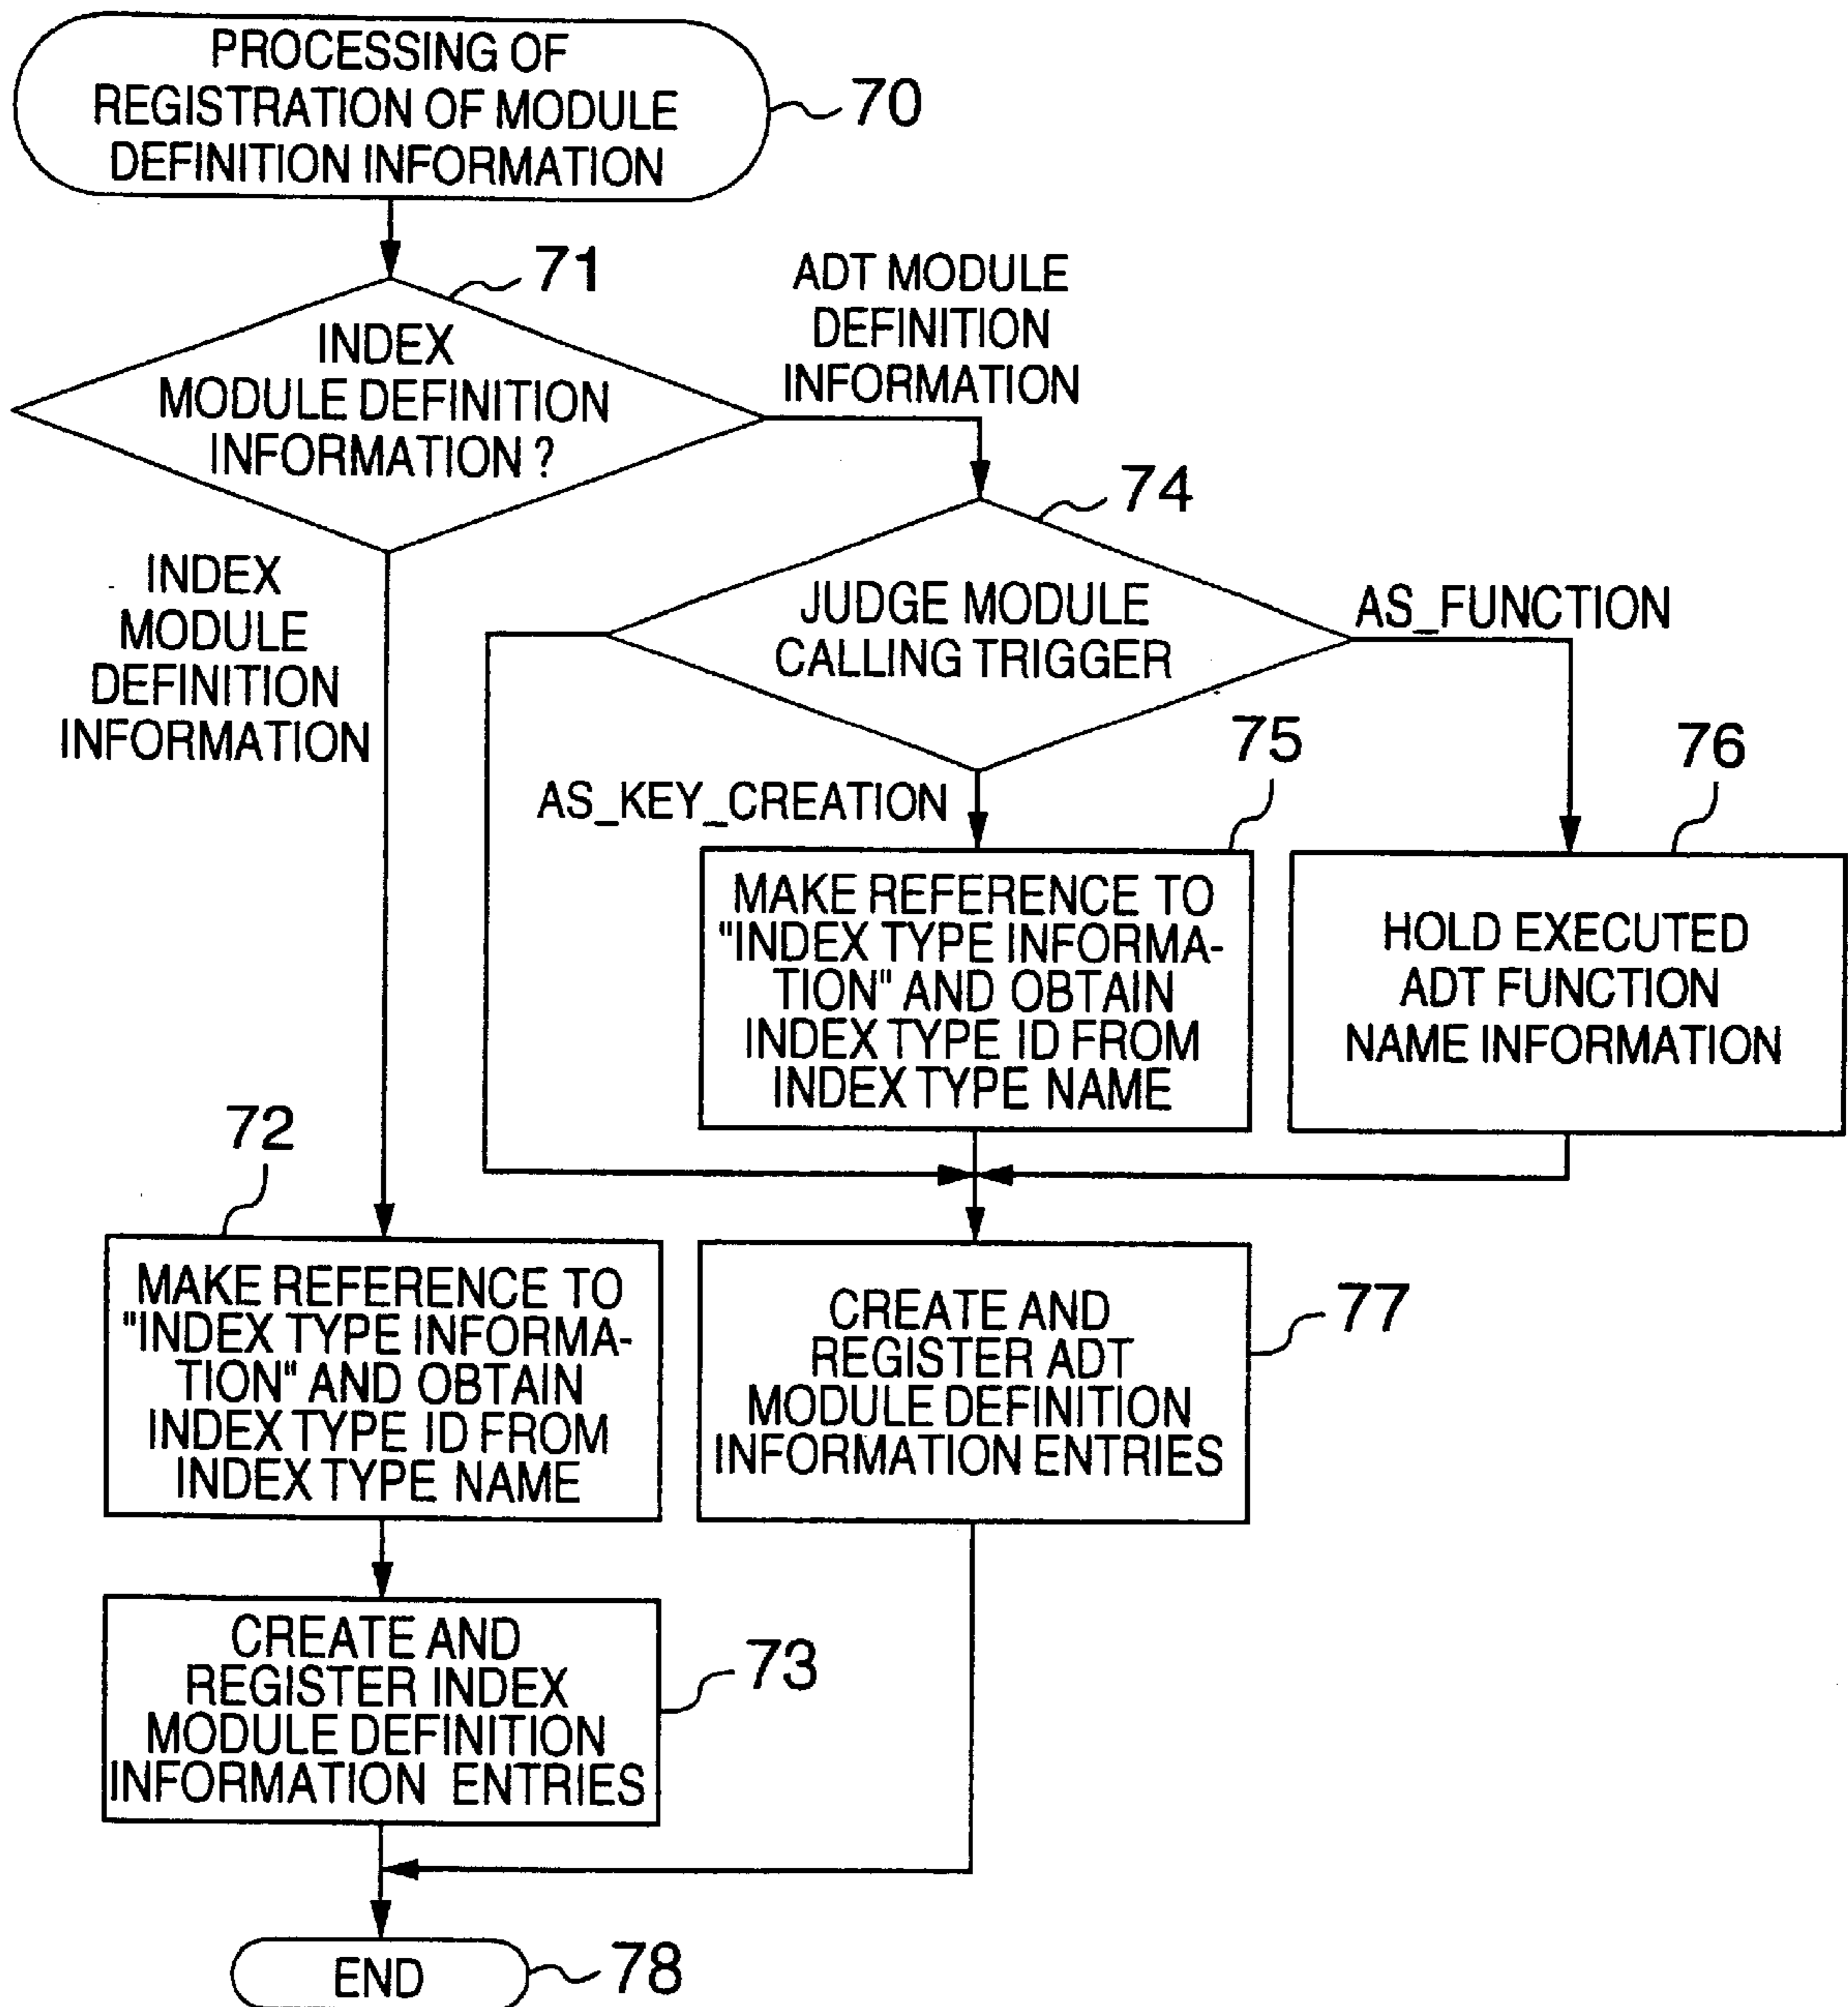 PROCESSING OF
REGISTRATION OF MODULE
DEFINITION INFORMATION
70
71
INDEX
MODULE DEFINITION
INFORMATION ?
ADT MODULE
DEFINITION
INFORMATION
INDEX
MODULE
DEFINITION
INFORMATION
74
JUDGE MODULE
CALLING TRIGGER
AS_FUNCTION
AS_KEY_CREATION
75
MAKE REFERENCE TO
"INDEX TYPE INFORMA-
TION" AND OBTAIN
INDEX TYPE ID FROM
INDEX TYPE NAME
76
HOLD EXECUTED
ADT FUNCTION
NAME INFORMATION
72
MAKE REFERENCE TO
"INDEX TYPE INFORMA-
TION" AND OBTAIN
INDEX TYPE ID FROM
INDEX TYPE NAME
CREATE AND
REGISTER ADT
MODULE DEFINITION
INFORMATION ENTRIES
77
CREATE AND
REGISTER INDEX
MODULE DEFINITION
INFORMATION ENTRIES
73
END
78